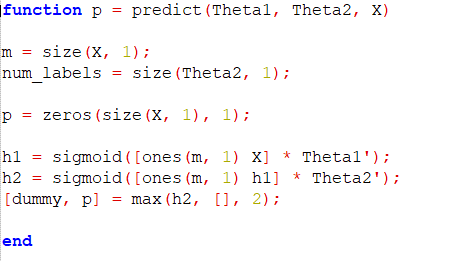 function p = predict(Theta1, Theta2, X)
m = size(X, 1);
num_labels = size(Theta2, 1);
p = zeros(size(X, 1), 1);
h1 = sigmoid([ones(m, 1) X] * Theta1');
h2 = sigmoid([ones(m, 1) h1] * Theta2');
[dummy, p] = max(h2, [], 2);
end